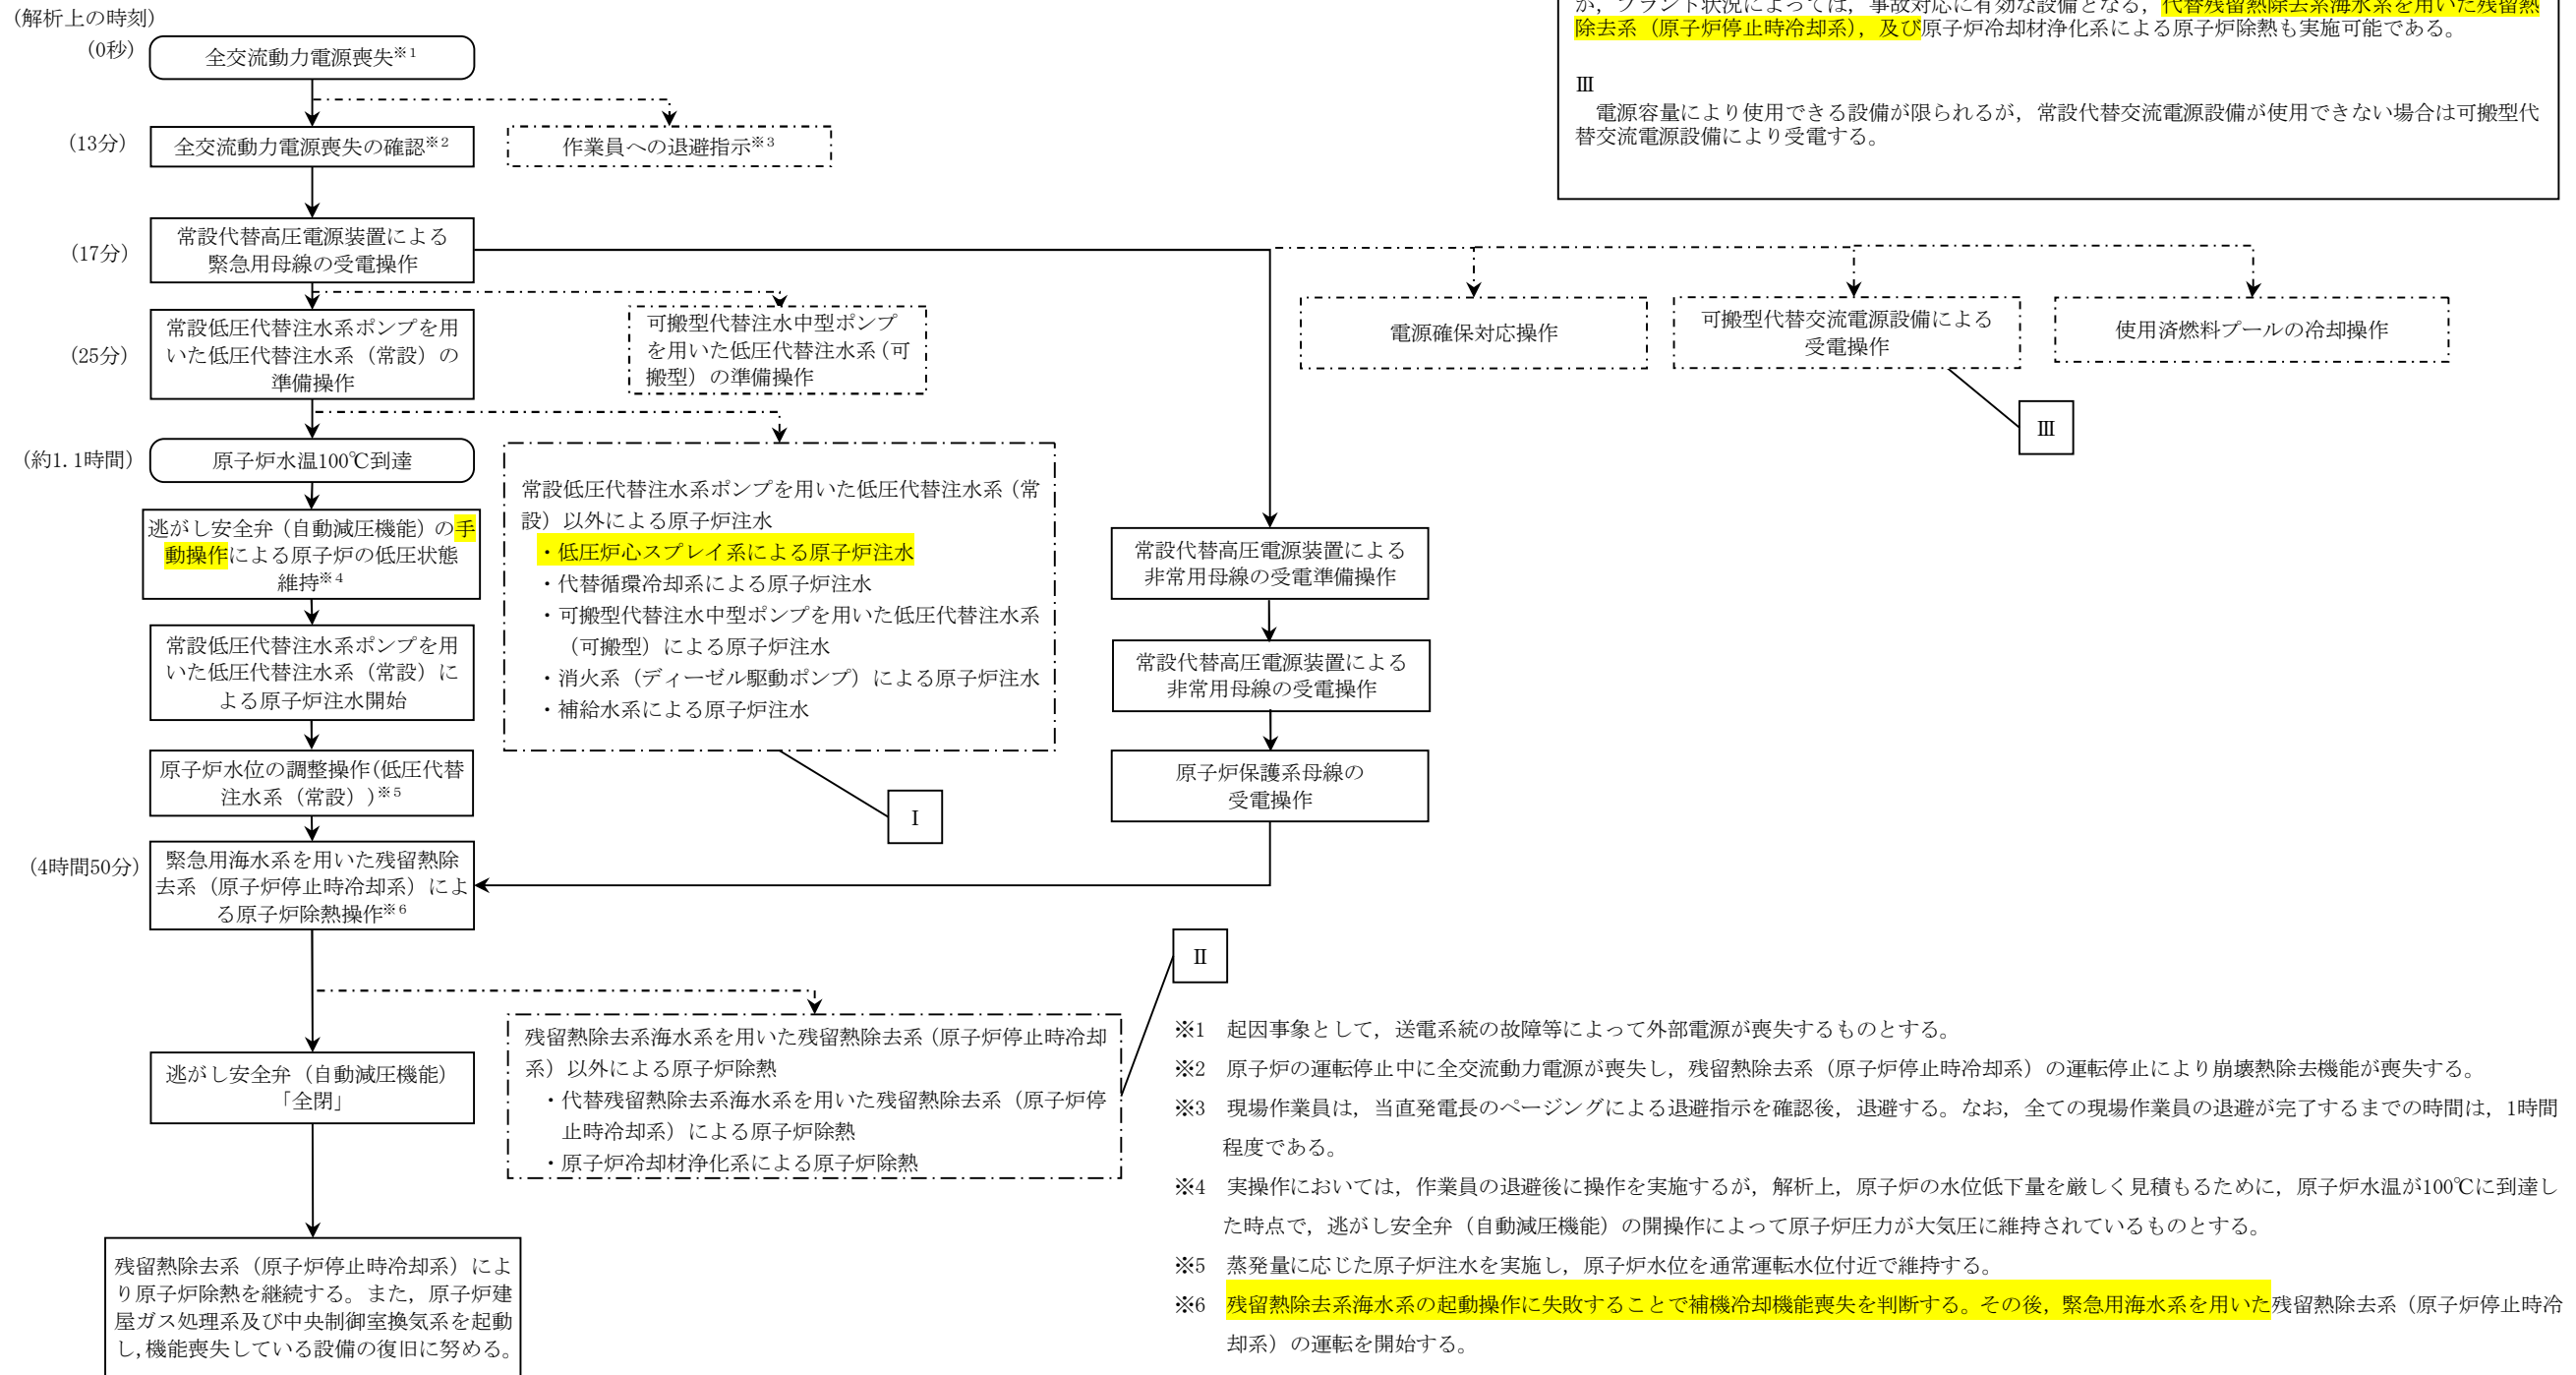 (解析上の時刻)
(0秒)
全交流動力電源喪失※1
(13分)
全交流動力電源喪失の確認※2
作業員への退避指示※3
(17分)
常設代替高圧電源装置による
緊急用母線の受電操作
(25分)
常設低圧代替注水系ポンプを用
いた低圧代替注水系（常設）の
準備操作
可搬型代替注水中型ポンプ
を用いた低圧代替注水系（可
搬型）の準備操作
(約1.1時間)
原子炉水温100℃到達
逃がし安全弁（自動減圧機能）の手
動操作による原子炉の低圧状態
維持※4
常設低圧代替注水系ポンプを用
いた低圧代替注水系（常設）に
よる原子炉注水開始
原子炉水位の調整操作（低圧代替
注水系（常設））※5
(4時間50分)
緊急用海水系を用いた残留熱除
去系（原子炉停止時冷却系）によ
る原子炉除熱操作※6
逃がし安全弁（自動減圧機能）
「全閉」
残留熱除去系（原子炉停止時冷却系）によ
り原子炉除熱を継続する。また，原子炉建
屋ガス処理系及び中央制御室換気系を起動
し，機能喪失している設備の復旧に努める。
常設低圧代替注水系ポンプを用いた低圧代替注水系（常
設）以外による原子炉注水
・低圧炉心スプレイ系による原子炉注水
・代替循環冷却系による原子炉注水
・可搬型代替注水中型ポンプを用いた低圧代替注水系
（可搬型）による原子炉注水
・消火系（ディーゼル駆動ポンプ）による原子炉注水
・補給水系による原子炉注水
Ⅰ
残留熱除去系海水系を用いた残留熱除去系（原子炉停止時冷却
系）以外による原子炉除熱
・代替残留熱除去系海水系を用いた残留熱除去系（原子炉停
止時冷却系）による原子炉除熱
・原子炉冷却材浄化系による原子炉除熱
Ⅱ
常設代替高圧電源装置による
非常用母線の受電準備操作
常設代替高圧電源装置による
非常用母線の受電操作
原子炉保護系母線の
受電操作
電源確保対応操作
可搬型代替交流電源設備による
受電操作
使用済燃料プールの冷却操作
Ⅲ
が，プラント状況によっては，事故対応に有効な設備となる，代替残留熱除去系海水系を用いた残留熱
除去系（原子炉停止時冷却系），及び原子炉冷却材浄化系による原子炉除熱も実施可能である。
Ⅲ
電源容量により使用できる設備が限られるが，常設代替交流電源設備が使用できない場合は可搬型代
替交流電源設備により受電する。
※1　起因事象として，送電系統の故障等によって外部電源が喪失するものとする。
※2　原子炉の運転停止中に全交流動力電源が喪失し，残留熱除去系（原子炉停止時冷却系）の運転停止により崩壊熱除去機能が喪失する。
※3　現場作業員は，当直発電長のページングによる退避指示を確認後，退避する。なお，全ての現場作業員の退避が完了するまでの時間は，1時間
程度である。
※4　実操作においては，作業員の退避後に操作を実施するが，解析上，原子炉の水位低下量を厳しく見積もるために，原子炉水温が100℃に到達し
た時点で，逃がし安全弁（自動減圧機能）の開操作によって原子炉圧力が大気圧に維持されているものとする。
※5　蒸発量に応じた原子炉注水を実施し，原子炉水位を通常運転水位付近で維持する。
※6　残留熱除去系海水系の起動操作に失敗することで補機冷却機能喪失を判断する。その後，緊急用海水系を用いた残留熱除去系（原子炉停止時冷
却系）の運転を開始する。